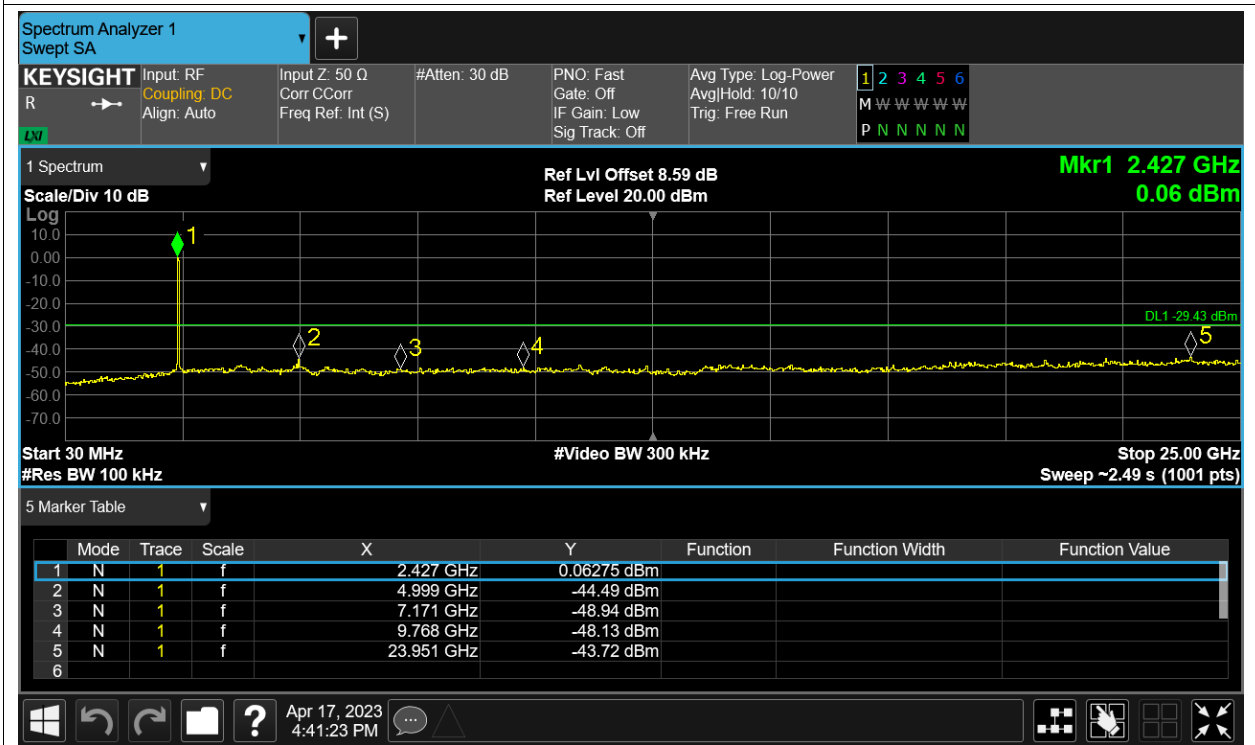 Spectrum Analyzer 1
Swept SA
KEYSIGHT
R
LXI
Input: RF
Coupling: DC
Align: Auto
Input Z: 50 Ω
Corr CCorr
Freq Ref: Int (S)
#Atten: 30 dB
PNO: Fast
Gate: Off
IF Gain: Low
Sig Track: Off
Avg Type: Log-Power
Avg|Hold: 10/10
Trig: Free Run
1 2 3 4 5 6
M W W W W W
P N N N N N
1 Spectrum
Scale/Div 10 dB
Ref Lvl Offset 8.59 dB
Ref Level 20.00 dBm
Mkr1 2.427 GHz
0.06 dBm
Log
10.0
0.00
-10.0
-20.0
-30.0
-40.0
-50.0
-60.0
-70.0
1
2
3
4
5
DL1 -29.43 dBm
Start 30 MHz
#Video BW 300 kHz
Stop 25.00 GHz
#Res BW 100 kHz
Sweep ~2.49 s (1001 pts)
5 Marker Table
Mode Trace Scale X Y Function Function Width Function Value
1 N 1 f 2.427 GHz 0.06275 dBm
2 N 1 f 4.999 GHz -44.49 dBm
3 N 1 f 7.171 GHz -48.94 dBm
4 N 1 f 9.768 GHz -48.13 dBm
5 N 1 f 23.951 GHz -43.72 dBm
6
?
Apr 17, 2023
4:41:23 PM